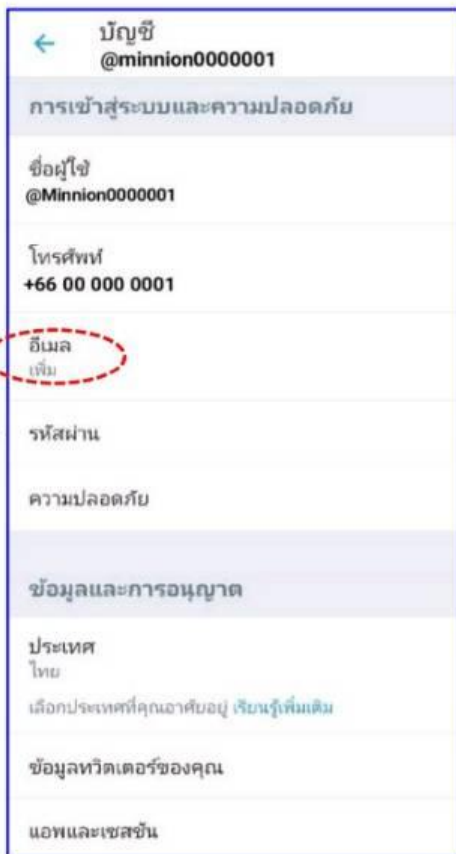 บัญชี
@minnion0000001
การเข้าสู่ระบบและความปลอดภัย
ชื่อผู้ใช้
@Minnion0000001
โทรศัพท์
+66 00 000 0001
อีเมล
เพิ่ม
รหัสผ่าน
ความปลอดภัย
ข้อมูลและการอนุญาต
ประเทศ
ไทย
เลือกประเทศที่คุณอาศัยอยู่ เรียนรู้เพิ่มเติม
ข้อมูลทวิตเตอร์ของคุณ
แอพและเซสชัน